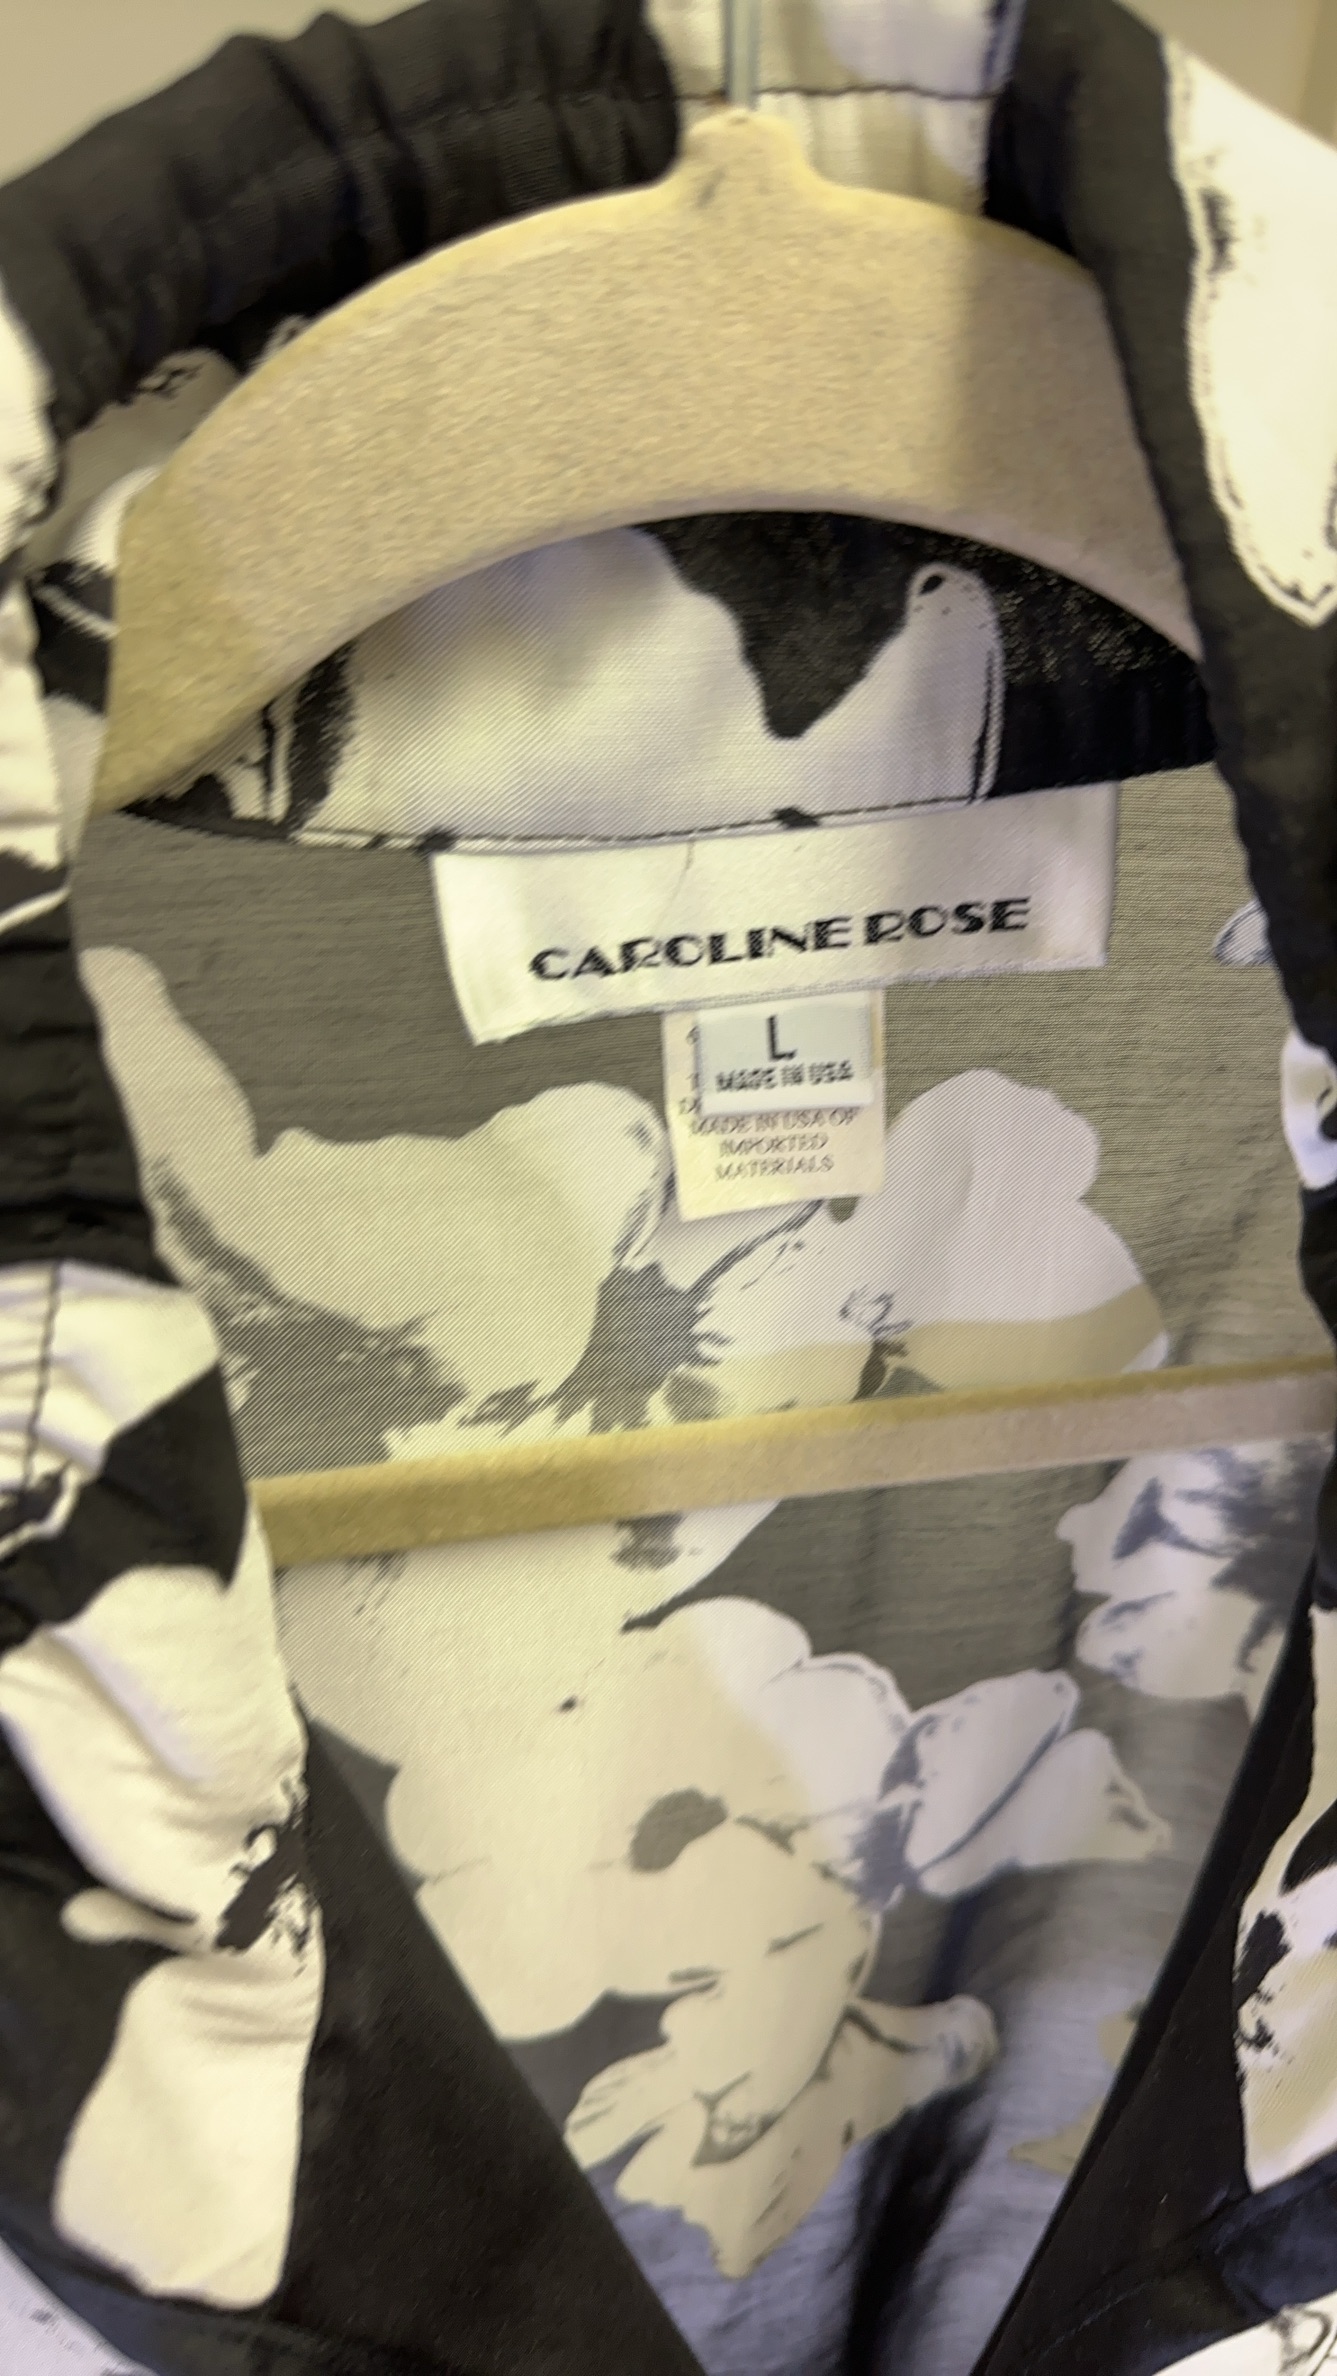 CAROLINE ROSE
L
MADE IN USA
MADE IN USA OF
IMPORTED
MATERIALS